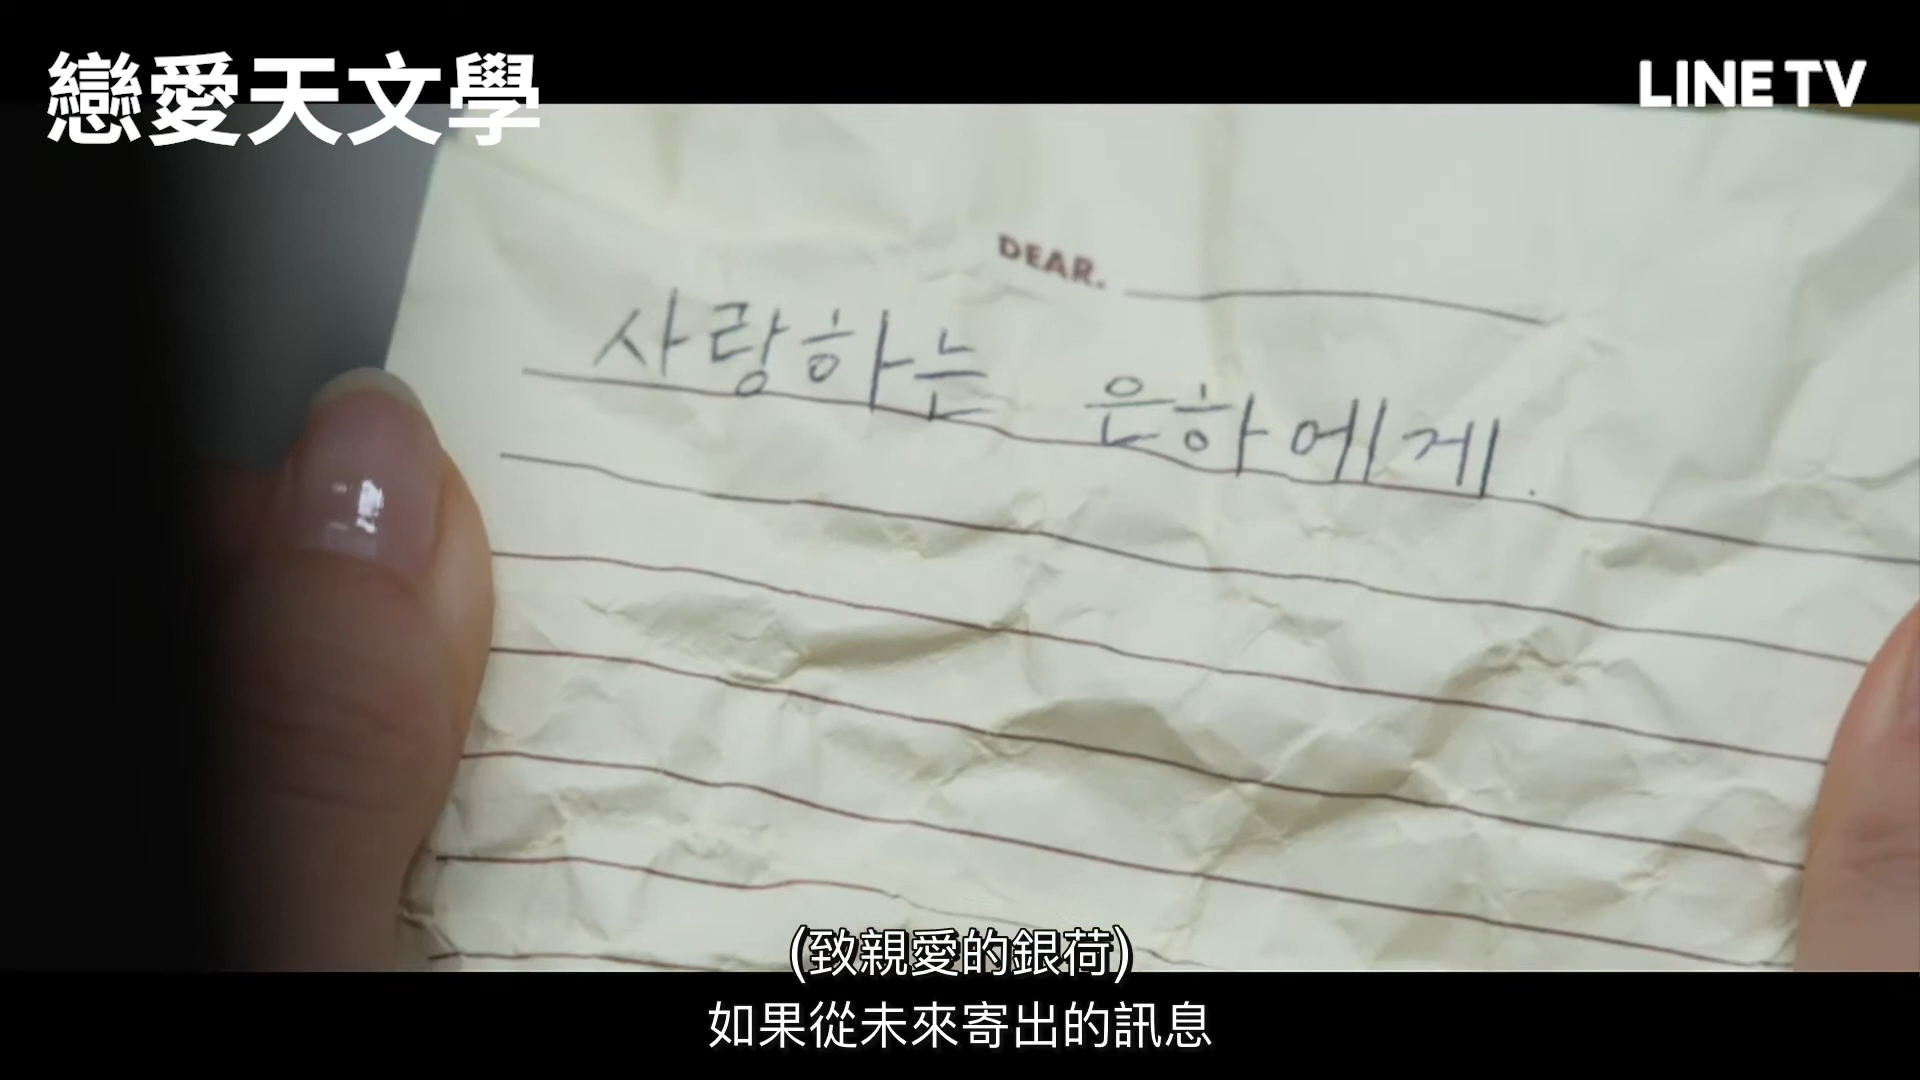 戀愛天文學
LINE TV
DEAR.
사랑하는 은하에게.
(致親愛的銀荷)
如果從未來寄出的訊息